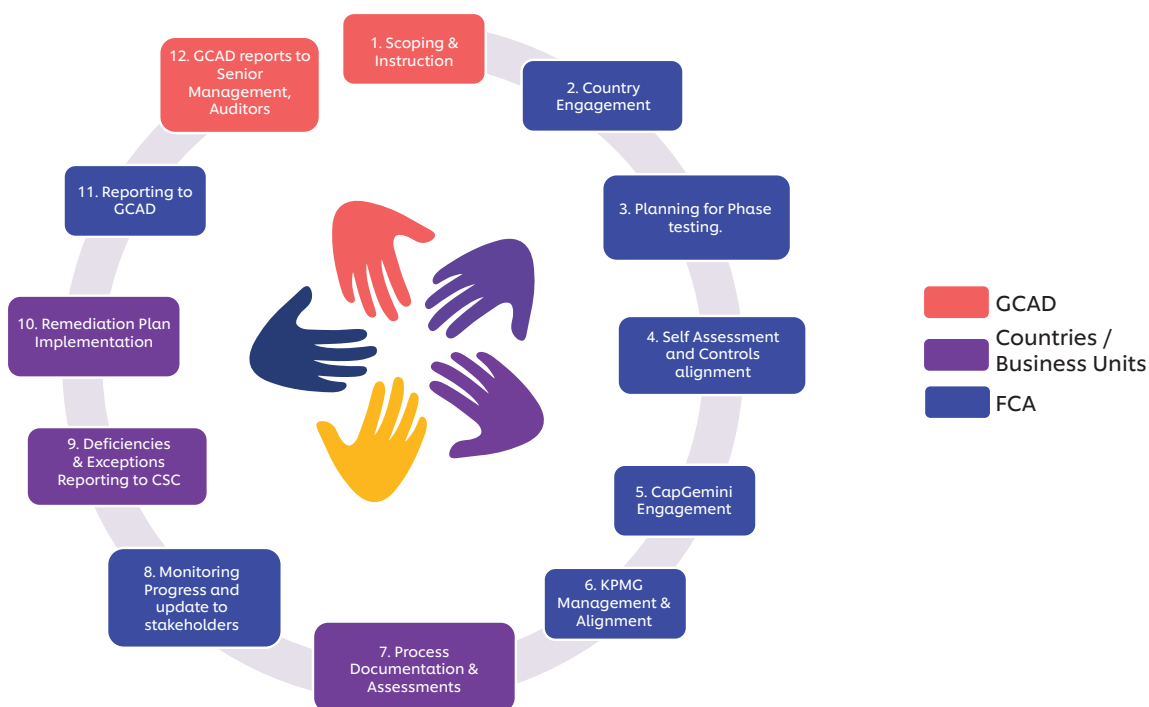 1. Scoping &
Instruction
2. Country
Engagement
3. Planning for Phase
testing.
4. Self Assessment
and Controls
alignment
5. CapGemini
Engagement
6. KPMG
Management &
Alignment
7. Process
Documentation &
Assessments
8. Monitoring
Progress and
update to
stakeholders
9. Deficiencies
& Exceptions
Reporting to CSC
10. Remediation Plan
Implementation
11. Reporting to
GCAD
12. GCAD reports to
Senior
Management,
Auditors
GCAD
Countries /
Business Units
FCA